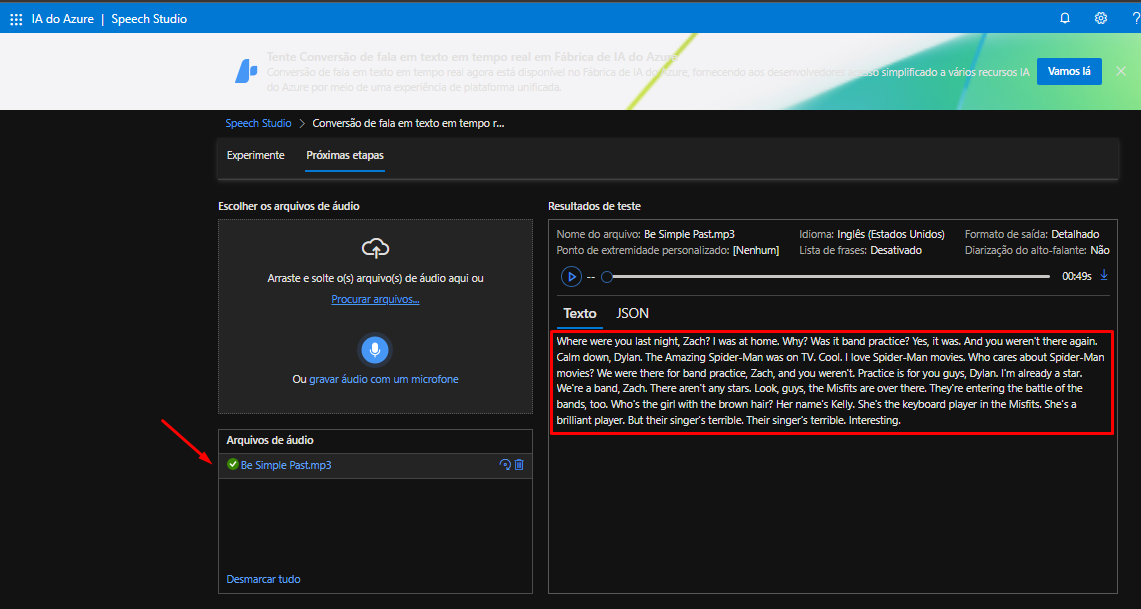 IA do Azure | Speech Studio
?
Tente Conversão de fala em texto em tempo real em Fábrica de IA do Azure
Conversão de fala em texto em tempo real agora está disponível no Fábrica de IA do Azure, fornecendo aos desenvolvedores acesso simplificado a vários recursos IA
do Azure por meio de uma experiência de plataforma unificada.
Vamos lá
Speech Studio > Conversão de fala em texto em tempo r...
Experimente Próximas etapas
Escolher os arquivos de áudio
Arraste e solte o(s) arquivo(s) de áudio aqui ou
Procurar arquivos...
Ou gravar áudio com um microfone
Arquivos de áudio
Be Simple Past.mp3
Desmarcar tudo
Resultados de teste
Nome do arquivo: Be Simple Past.mp3 Idioma: Inglês (Estados Unidos) Formato de saída: Detalhado
Ponto de extremidade personalizado: [Nenhum] Lista de frases: Desativado Diarização do alto-falante: Não
-- 00:49s
Texto JSON
Where were you last night, Zach? I was at home. Why? Was it band practice? Yes, it was. And you weren't there again.
Calm down, Dylan. The Amazing Spider-Man was on TV. Cool. I love Spider-Man movies. Who cares about Spider-Man
movies? We were there for band practice, Zach, and you weren't. Practice is for you guys, Dylan. I'm already a star.
We're a band, Zach. There aren't any stars. Look, guys, the Misfits are over there. They're entering the battle of the
bands, too. Who's the girl with the brown hair? Her name's Kelly. She's the keyboard player in the Misfits. She's a
brilliant player. But their singer's terrible. Their singer's terrible. Interesting.